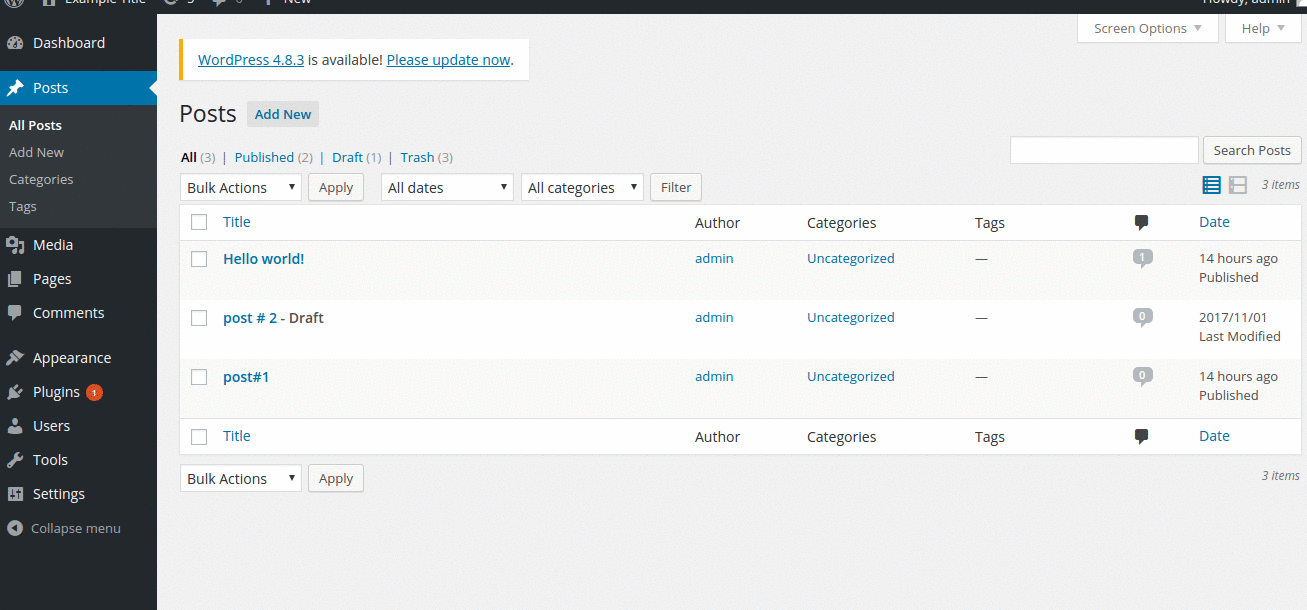 Example Title 5 0 New Howdy, admin
Dashboard
Posts
All Posts
Add New
Categories
Tags
Media
Pages
Comments
Appearance
Plugins 1
Users
Tools
Settings
Collapse menu
Screen Options ▼ Help ▼
WordPress 4.8.3 is available! Please update now.
Posts Add New
All (3) | Published (2) | Draft (1) | Trash (3)
Search Posts
Bulk Actions Apply All dates All categories Filter
3 items
Title Author Categories Tags Date
Hello world! admin Uncategorized — 1 14 hours ago
Published
post # 2 - Draft admin Uncategorized — 0 2017/11/01
Last Modified
post#1 admin Uncategorized — 0 14 hours ago
Published
Title Author Categories Tags Date
Bulk Actions Apply
3 items